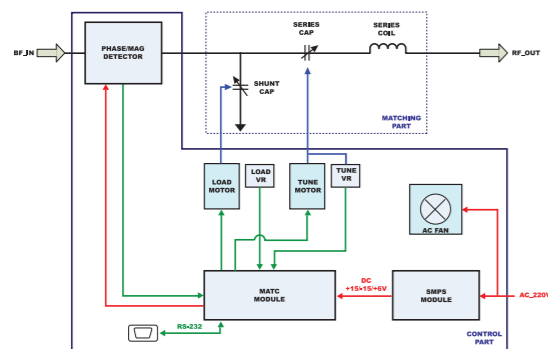 SERIES
CAP
SERIES
COIL
BF_IN
PHASE/MAG
DETECTOR
RF_OUT
SHUNT
CAP
MATCHING
PART
LOAD
MOTOR
LOAD
VR
TUNE
MOTOR
TUNE
VR
AC FAN
MATC
MODULE
DC
+15/-15/+6V
SMPS
MODULE
AC_220V
RS-232
CONTROL
PART